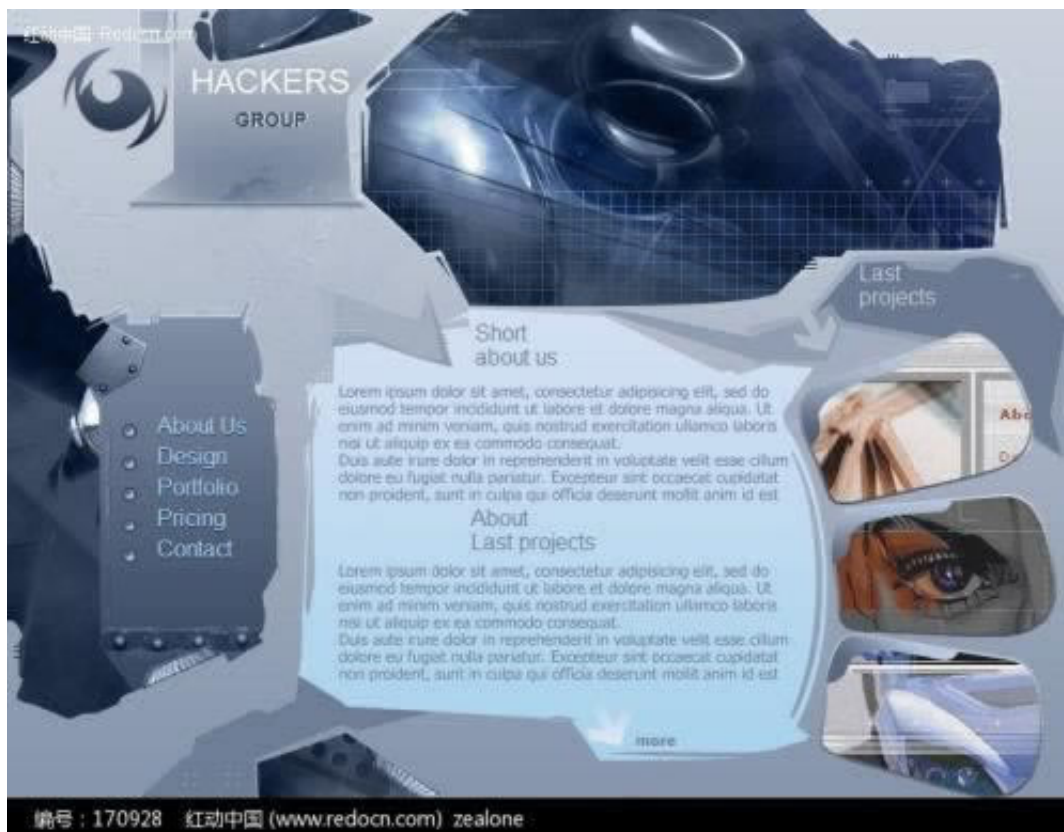 红动中国 Redocn.com
HACKERS
GROUP
Last
projects
Short
about us
Lorem ipsum dolor sit amet, consectetur adipisicing elit, sed do
eiusmod tempor incididunt ut labore et dolore magna aliqua. Ut
enim ad minim veniam, quis nostrud exercitation ullamco laboris
nisi ut aliquip ex ea commodo consequat.
Duis aute irure dolor in reprehenderit in voluptate velit esse cillum
dolore eu fugiat nulla pariatur. Excepteur sint occaecat cupidatat
non proident, sunt in culpa qui officia deserunt mollit anim id est
About
Last projects
Lorem ipsum dolor sit amet, consectetur adipisicing elit, sed do
eiusmod tempor incididunt ut labore et dolore magna aliqua. Ut
enim ad minim veniam, quis nostrud exercitation ullamco laboris
nisi ut aliquip ex ea commodo consequat.
Duis aute irure dolor in reprehenderit in voluptate velit esse cillum
dolore eu fugiat nulla pariatur. Excepteur sint occaecat cupidatat
non proident, sunt in culpa qui officia deserunt mollit anim id est
more
About Us
Design
Portfolio
Pricing
Contact
Abo
编号：170928 红动中国 (www.redocn.com) zealone